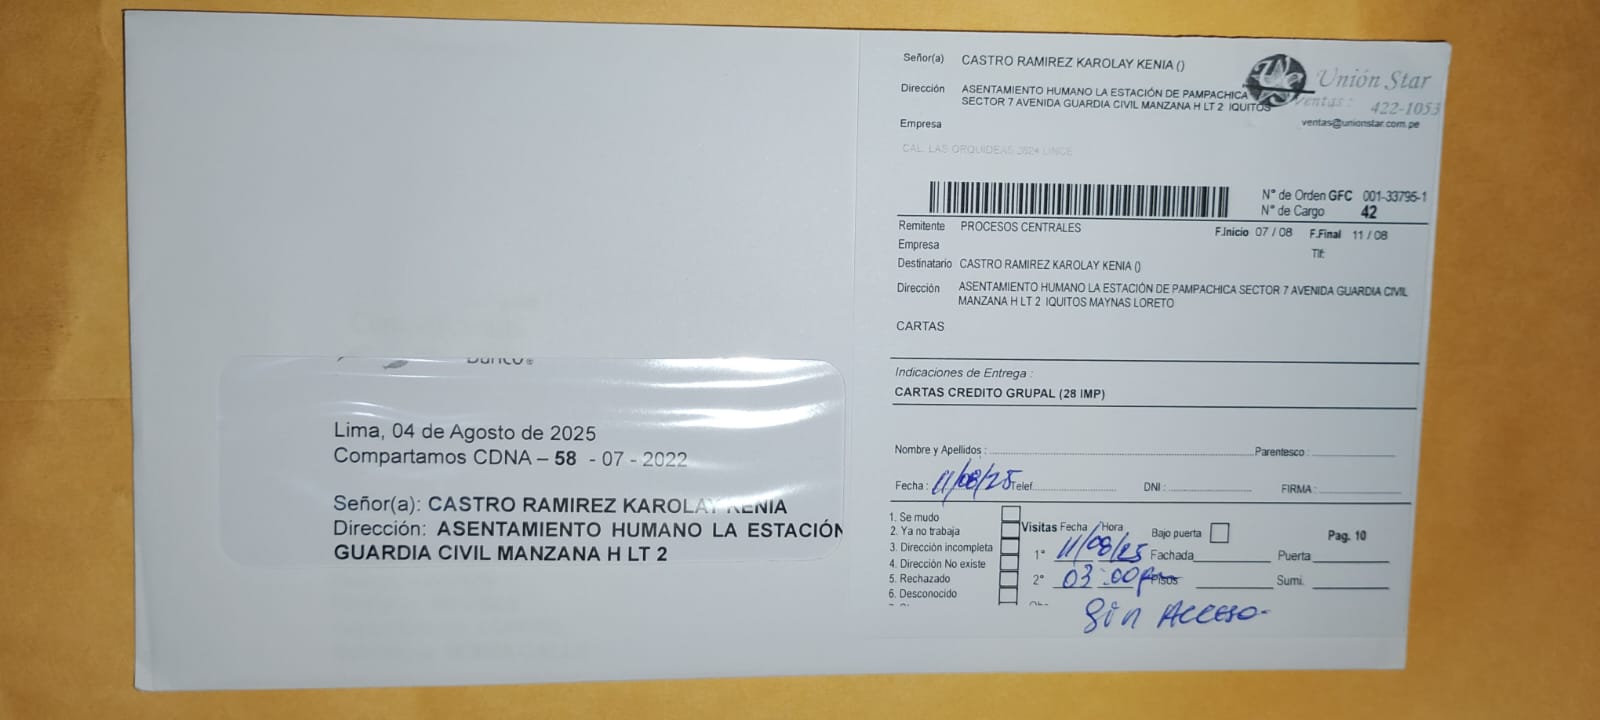 Señor(a) CASTRO RAMIREZ KAROLAY KENIA ()
Dirección ASENTAMIENTO HUMANO LA ESTACIÓN DE PAMPACHICA
SECTOR 7 AVENIDA GUARDIA CIVIL MANZANA H LT 2 IQUITOS
Empresa
CAL. LAS ORQUIDEAS 2624 LINCE
Unión Star
ventas: 422-1053
ventas@unionstar.com.pe
N° de Orden GFC 001-33795-1
N° de Cargo 42
Remitente PROCESOS CENTRALES
F.Inicio 07 / 08 F.Final 11 / 08
Empresa
Tlf:
Destinatario CASTRO RAMIREZ KAROLAY KENIA ()
Dirección ASENTAMIENTO HUMANO LA ESTACIÓN DE PAMPACHICA SECTOR 7 AVENIDA GUARDIA CIVIL
MANZANA H LT 2 IQUITOS MAYNAS LORETO
CARTAS
Indicaciones de Entrega :
CARTAS CREDITO GRUPAL (28 IMP)
Nombre y Apellidos : Parentesco :
Fecha : 11/08/25 Telef. DNI : FIRMA :
1. Se mudo
2. Ya no trabaja
3. Dirección incompleta
4. Dirección No existe
5. Rechazado
6. Desconocido
Visitas Fecha / Hora Bajo puerta Pag. 10
1° 11/08/25 Fachada Puerta
2° 03:00pm Pisos Sumi.
Sin Acceso-
Banco®
Lima, 04 de Agosto de 2025
Compartamos CDNA – 58 - 07 - 2022
Señor(a): CASTRO RAMIREZ KAROLAY KENIA
Dirección: ASENTAMIENTO HUMANO LA ESTACIÓN
GUARDIA CIVIL MANZANA H LT 2